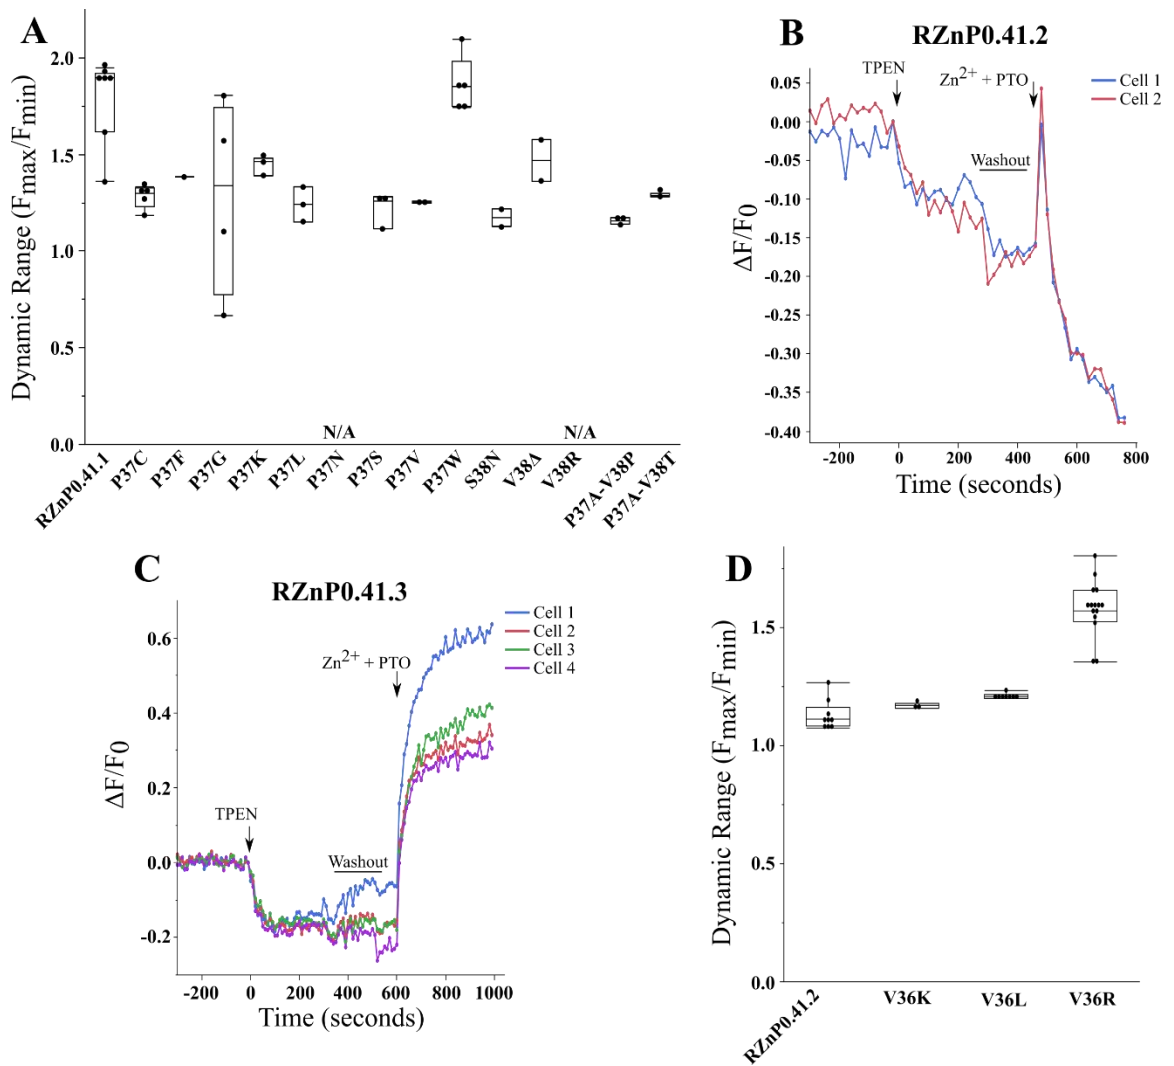 A
Dynamic Range (Fmax/Fmin)
2.0
1.5
1.0
0.5
0.0
N/A
N/A
RZnP0.41.1
P37C
P37F
P37G
P37K
P37L
P37N
P37S
P37V
P37W
S38N
V38Δ
V38R
P37A-V38P
P37A-V38T
B
RZnP0.41.2
TPEN
Zn2+ + PTO
Cell 1
Cell 2
Washout
ΔF/F0
0.05
0.00
-0.05
-0.10
-0.15
-0.20
-0.25
-0.30
-0.35
-0.40
-200
0
200
400
600
800
Time (seconds)
C
RZnP0.41.3
Cell 1
Cell 2
Cell 3
Cell 4
Zn2+ + PTO
TPEN
Washout
ΔF/F0
0.6
0.4
0.2
0.0
-0.2
-200
0
200
400
600
800
1000
Time (seconds)
D
Dynamic Range (Fmax/Fmin)
1.5
1.0
0.5
0.0
RZnP0.41.2
V36K
V36L
V36R